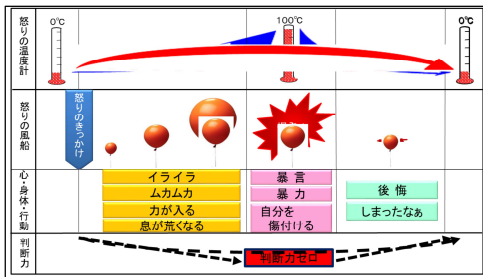 怒りの温度計
0℃
100℃
0℃
怒りの風船
怒りのきっかけ
心・身体・行動
イライラ
ムカムカ
力が入る
息が荒くなる
暴言
暴力
自分を
傷付ける
後悔
しまったなぁ
判断力
判断力ゼロ